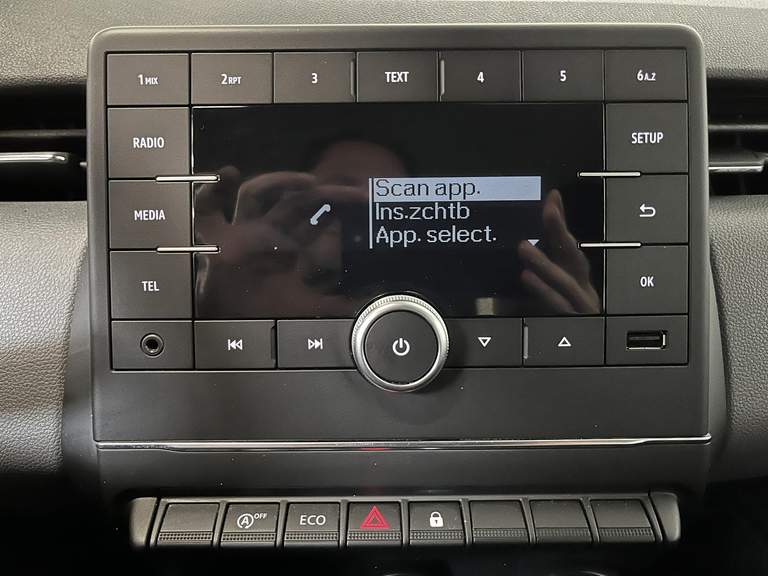 1MIX 2RPT 3 TEXT 4 5 6A.Z
RADIO SETUP
Scan app.
Ins.zchtb
App. select.
MEDIA
TEL OK
A OFF ECO